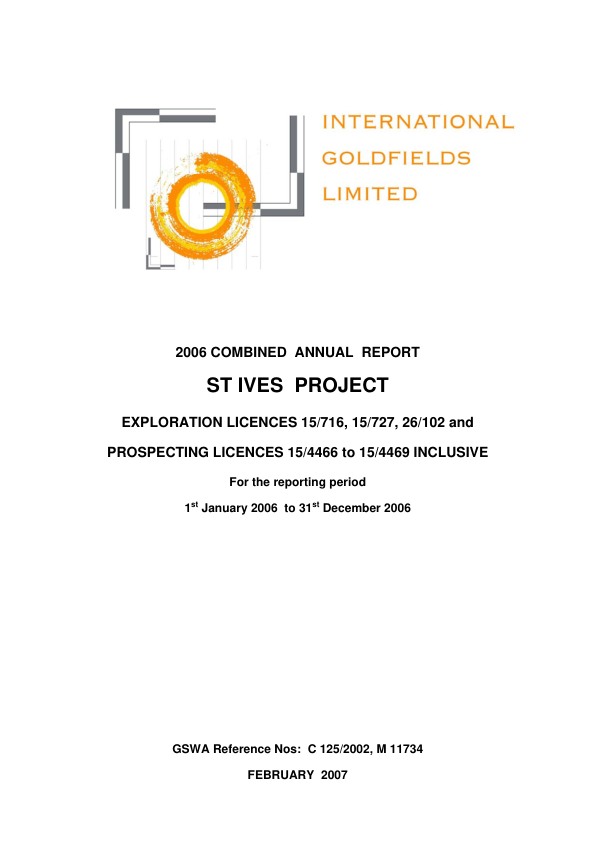 INTERNATIONAL
GOLDFIELDS
LIMITED
2006 COMBINED ANNUAL REPORT
ST IVES PROJECT
EXPLORATION LICENCES 15/716, 15/727, 26/102 and
PROSPECTING LICENCES 15/4466 to 15/4469 INCLUSIVE
For the reporting period
1st January 2006 to 31st December 2006
GSWA Reference Nos: C 125/2002, M 11734
FEBRUARY 2007